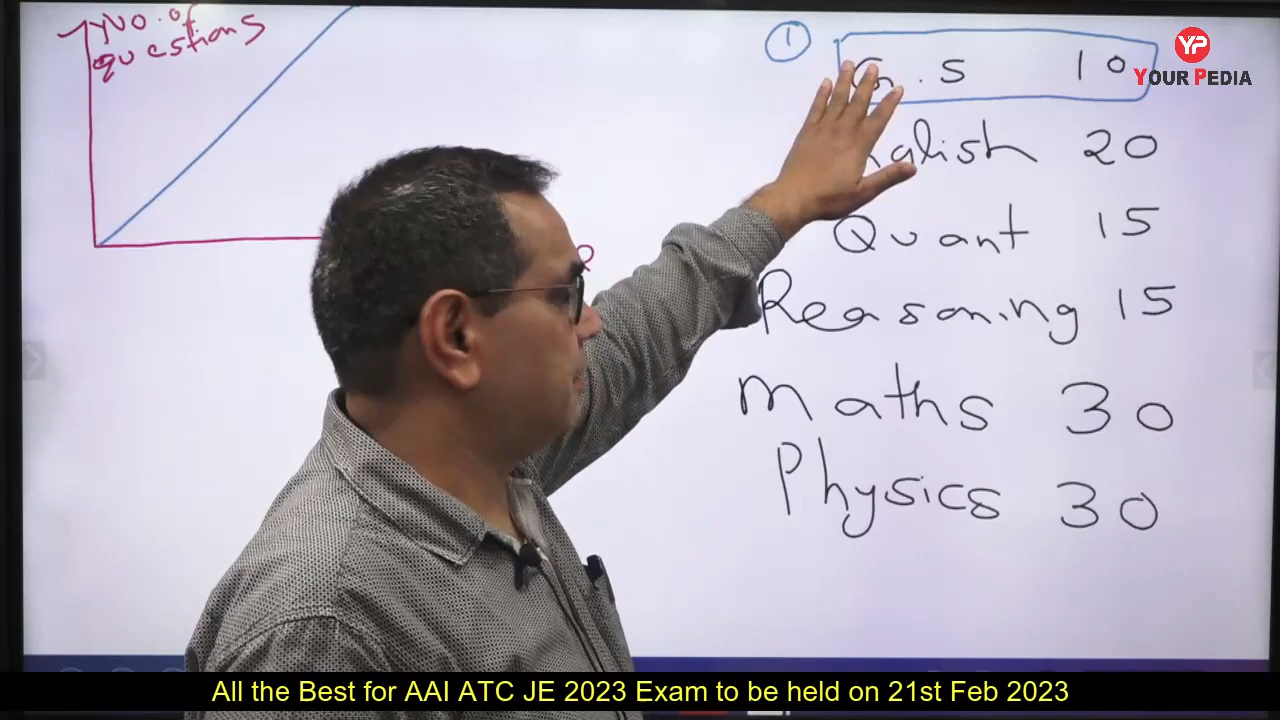 No. of
questions
1
G.S 10
YP
YOUR PEDIA
English 20
Quant 15
Reasoning 15
Maths 30
Physics 30
All the Best for AAI ATC JE 2023 Exam to be held on 21st Feb 2023